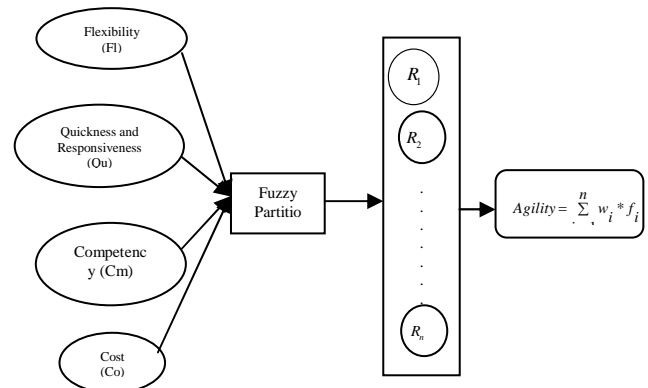 Flexibility
(Fl)
Quickness and
Responsiveness
(Qu)
Competenc
y (Cm)
Cost
(Co)
Fuzzy
Partitio
R₁
R₂
Rₙ
n
Agility = ∑ wᵢ * fᵢ